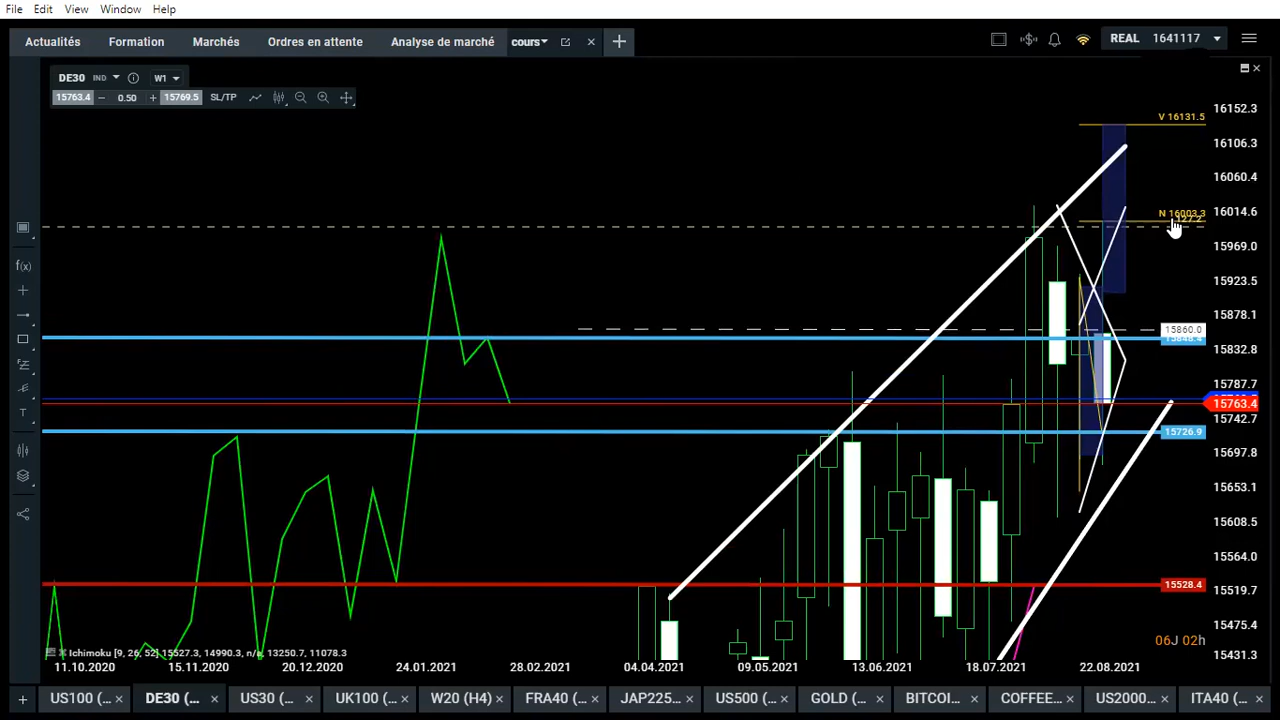 File Edit View Window Help
Actualités Formation Marchés Ordres en attente Analyse de marché cours REAL 1641117
DE30 IND W1
15763.4 0.50 15769.5 SL/TP
16152.3
V 16131.5
16106.3
16060.4
N 16003.3
127.2
16014.6
15969.0
15923.5
15878.1
15860.0
15848.4
15832.8
15787.7
15763.4
15742.7
15726.9
15697.8
15653.1
15608.5
15564.0
15528.4
15519.7
15475.4
06J 02h
15431.3
Ichimoku [9, 26, 52] 15527.3, 14990.3, n/a, 13250.7, 11078.3
11.10.2020 15.11.2020 20.12.2020 24.01.2021 28.02.2021 04.04.2021 09.05.2021 13.06.2021 18.07.2021 22.08.2021
US100 (... DE30 (... US30 (... UK100 (... W20 (H4) FRA40 (... JAP225... US500 (... GOLD (... BITCOI... COFFEE... US2000... ITA40 (...